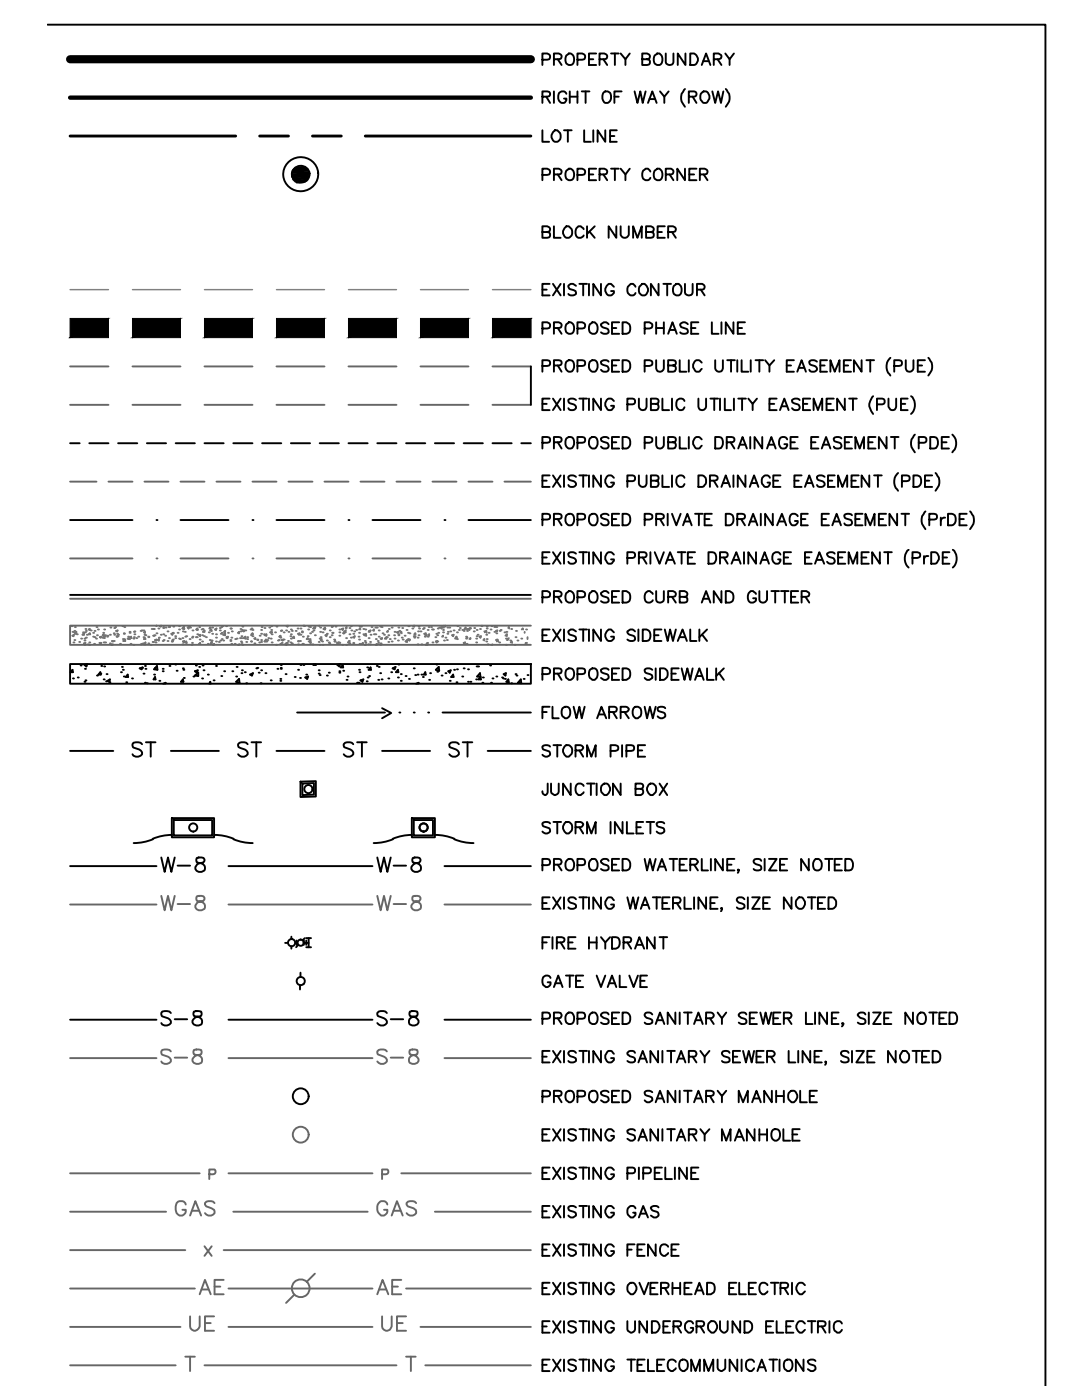 PROPERTY BOUNDARY
RIGHT OF WAY (ROW)
LOT LINE
PROPERTY CORNER
BLOCK NUMBER
EXISTING CONTOUR
PROPOSED PHASE LINE
PROPOSED PUBLIC UTILITY EASEMENT (PUE)
EXISTING PUBLIC UTILITY EASEMENT (PUE)
PROPOSED PUBLIC DRAINAGE EASEMENT (PDE)
EXISTING PUBLIC DRAINAGE EASEMENT (PDE)
PROPOSED PRIVATE DRAINAGE EASEMENT (PrDE)
EXISTING PRIVATE DRAINAGE EASEMENT (PrDE)
PROPOSED CURB AND GUTTER
EXISTING SIDEWALK
PROPOSED SIDEWALK
FLOW ARROWS
ST ST ST ST STORM PIPE
JUNCTION BOX
STORM INLETS
W-8 W-8 PROPOSED WATERLINE, SIZE NOTED
W-8 W-8 EXISTING WATERLINE, SIZE NOTED
FIRE HYDRANT
GATE VALVE
S-8 S-8 PROPOSED SANITARY SEWER LINE, SIZE NOTED
S-8 S-8 EXISTING SANITARY SEWER LINE, SIZE NOTED
PROPOSED SANITARY MANHOLE
EXISTING SANITARY MANHOLE
P P EXISTING PIPELINE
GAS GAS EXISTING GAS
X EXISTING FENCE
AE AE EXISTING OVERHEAD ELECTRIC
UE UE EXISTING UNDERGROUND ELECTRIC
T T EXISTING TELECOMMUNICATIONS